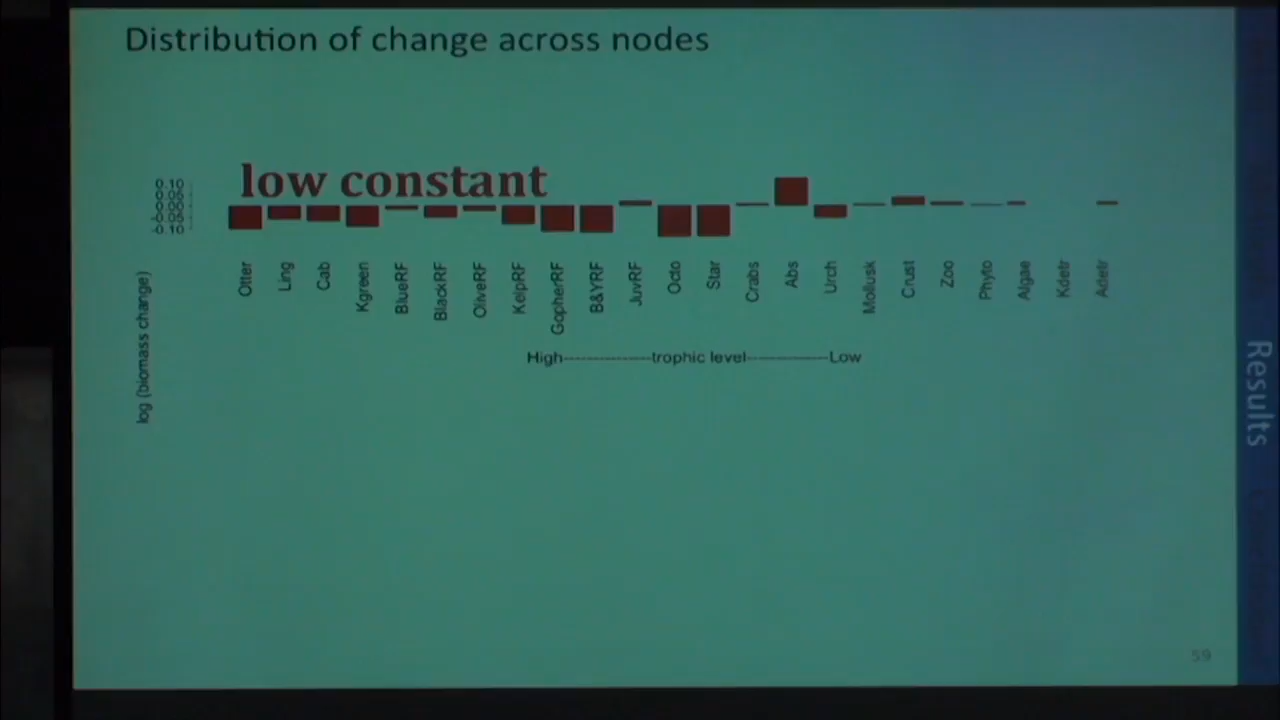 Distribution of change across nodes
low constant
0.10
0.05
-0.00
-0.05
-0.10
log (biomass change)
Otter
Ling
Cab
Kgreen
BlueRF
BlackRF
OliveRF
KelpRF
GopherRF
B&YRF
JuvRF
Octo
Star
Crabs
Abs
Urch
Mollusk
Crust
Zoo
Phyto
Algae
Kdetr
Adetr
High---------------trophic level--------------Low
Results
59